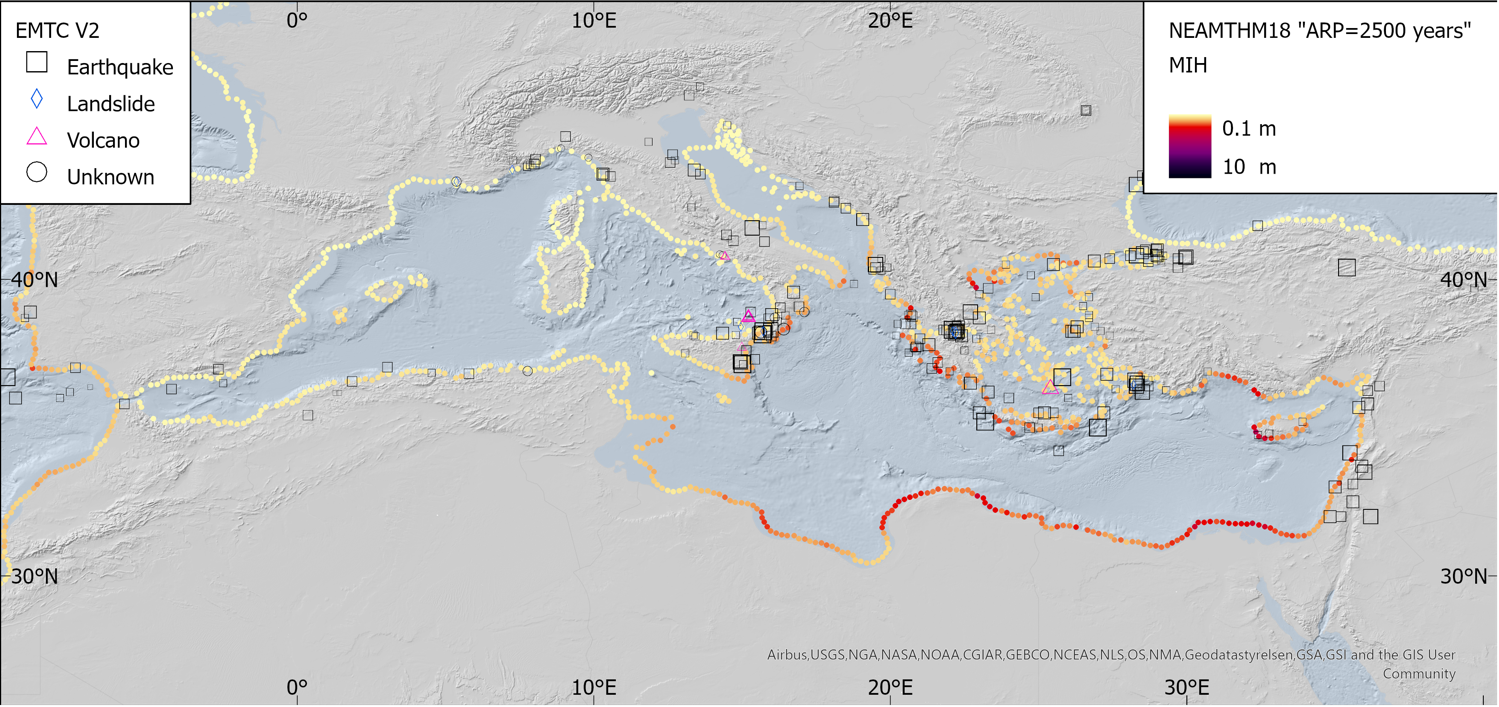 0°
10°E
20°E
EMTC V2
Earthquake
Landslide
Volcano
Unknown
NEAMTHM18 "ARP=2500 years"
MIH
0.1 m
10 m
40°N
40°N
30°N
30°N
Airbus,USGS,NGA,NASA,NOAA,CGIAR,GEBCO,NCEAS,NLS,OS,NMA,Geodatastyrelsen,GSA,GSI and the GIS User
Community
0°
10°E
20°E
30°E